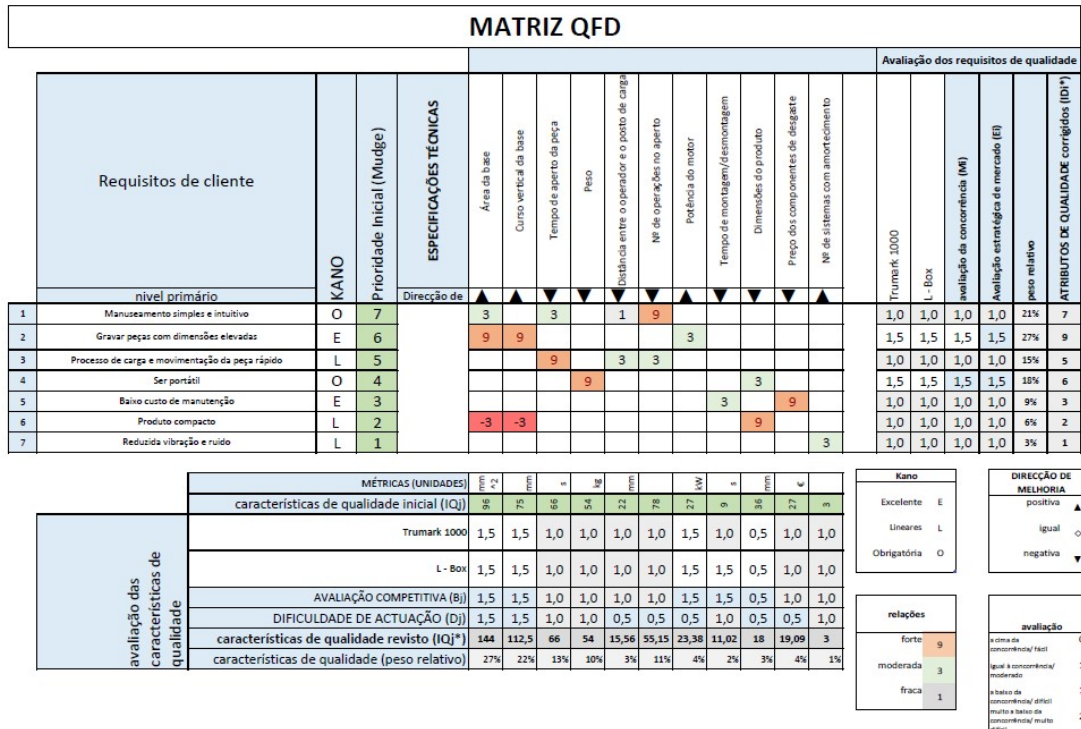 MATRIZ QFD
Avaliação dos requisitos de qualidade
Requisitos de cliente
nivel primário
KANO
Prioridade Inicial (Mudge)
ESPECIFICAÇÕES TÉCNICAS
Direcção de
Área da base
Curso vertical da base
Tempo de aperto da peça
Peso
Distância entre o operador e o posto de carga
Nº de operações no aperto
Potência do motor
Tempo de montagem/desmontagem
Dimensões do produto
Preço dos componentes de desgaste
Nº de sistemas com amortecimento
Trumark 1000
L - Box
avaliação da concorrência (Mi)
Avaliação estratégica de mercado (Ei)
peso relativo
ATRIBUTOS DE QUALIDADE corrigidos (IDi*)
▲ ▲ ▼ ▼ ▼ ▼ ▲ ▼ ▼ ▼ ▲
1 Manuseamento simples e intuitivo O 7 3 3 1 9 1,0 1,0 1,0 1,0 21% 7
2 Gravar peças com dimensões elevadas E 6 9 9 3 1,5 1,5 1,5 1,5 27% 9
3 Processo de carga e movimentação da peça rápido L 5 9 3 3 1,0 1,0 1,0 1,0 15% 5
4 Ser portátil O 4 9 3 1,5 1,5 1,5 1,5 18% 6
5 Baixo custo de manutenção E 3 3 9 1,0 1,0 1,0 1,0 9% 3
6 Produto compacto L 2 -3 -3 9 1,0 1,0 1,0 1,0 6% 2
7 Reduzida vibração e ruido L 1 3 1,0 1,0 1,0 1,0 3% 1
MÉTRICAS (UNIDADES) mm^2 mm s kg mm kW s mm €
características de qualidade inicial (IQj) 96 75 66 54 22 78 27 9 36 27 3
avaliação das características de qualidade
Trumark 1000 1,5 1,5 1,0 1,0 1,0 1,0 1,5 1,0 0,5 1,0 1,0
L - Box 1,5 1,5 1,0 1,0 1,0 1,0 1,5 1,5 0,5 1,0 1,0
AVALIAÇÃO COMPETITIVA (Bj) 1,5 1,5 1,0 1,0 1,0 1,0 1,5 1,5 0,5 1,0 1,0
DIFICULDADE DE ACTUAÇÃO (Dj) 1,5 1,5 1,0 1,0 0,5 0,5 0,5 1,0 0,5 0,5 1,0
características de qualidade revisto (IQj*) 144 112,5 66 54 15,56 55,15 23,38 11,02 18 19,09 3
características de qualidade (peso relativo) 27% 22% 13% 10% 3% 11% 4% 2% 3% 4% 1%
Kano
Excelente E
Lineares L
Obrigatória O
DIRECÇÃO DE
MELHORIA
positiva ▲
igual ◇
negativa ▼
relações
forte 9
moderada 3
fraca 1
avaliação
a cima da
concorrência/ fácil
igual à concorrência/
moderado
a baixo da
concorrência/ difícil
muito a baixo da
concorrência/ muito